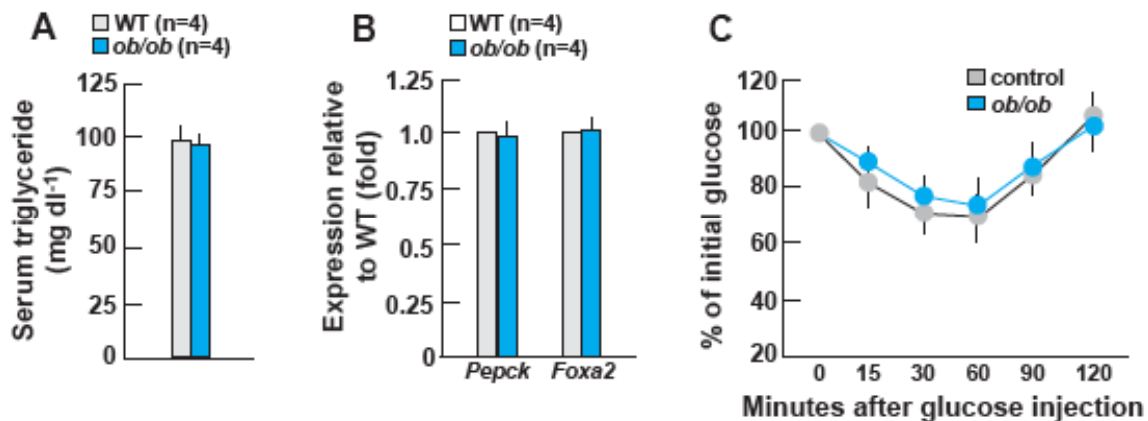 A
WT (n=4)
ob/ob (n=4)
Serum triglyceride
(mg dl-1)
125
100
75
50
25
0
B
WT (n=4)
ob/ob (n=4)
Expression relative
to WT (fold)
1.25
1.0
0.75
0.5
0.25
0
Pepck Foxa2
C
control
ob/ob
% of initial glucose
120
100
80
60
40
20
0 15 30 60 90 120
Minutes after glucose injection